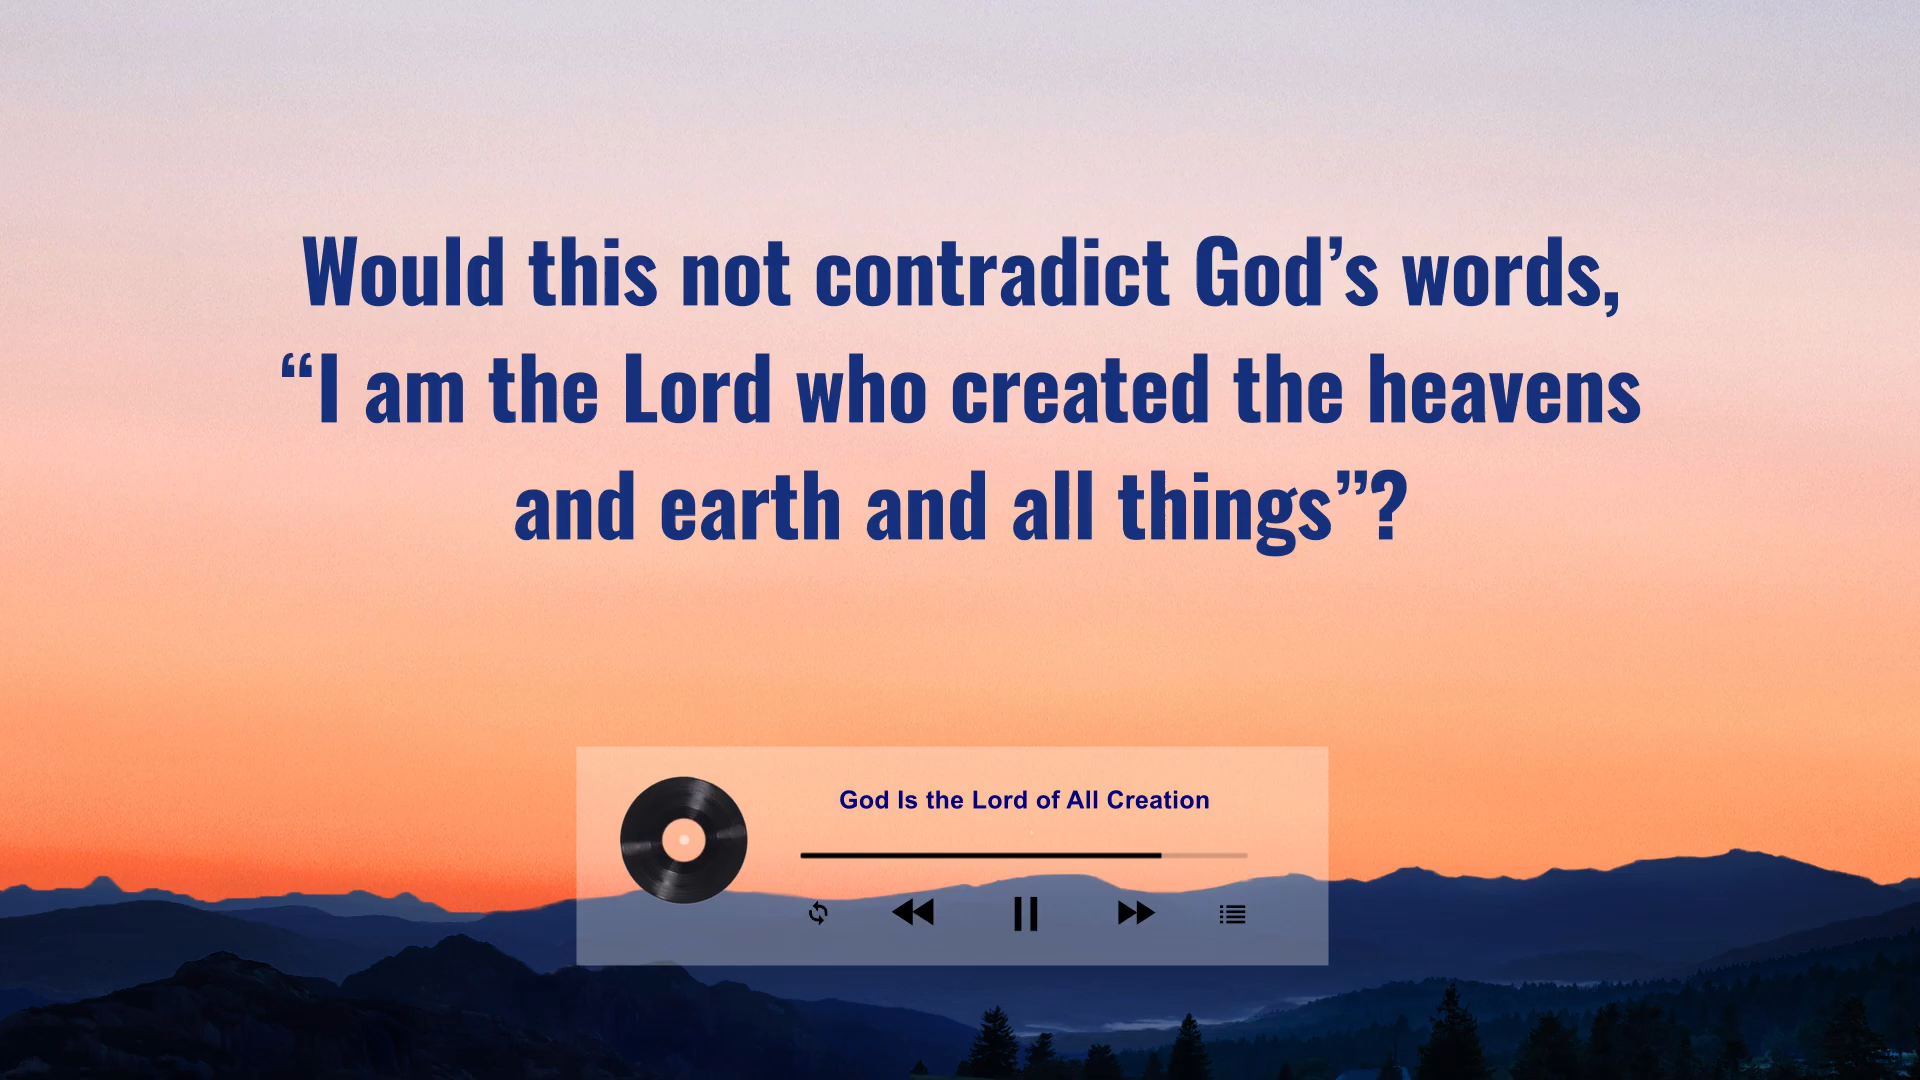 Would this not contradict God’s words,
“I am the Lord who created the heavens
and earth and all things”?
God Is the Lord of All Creation